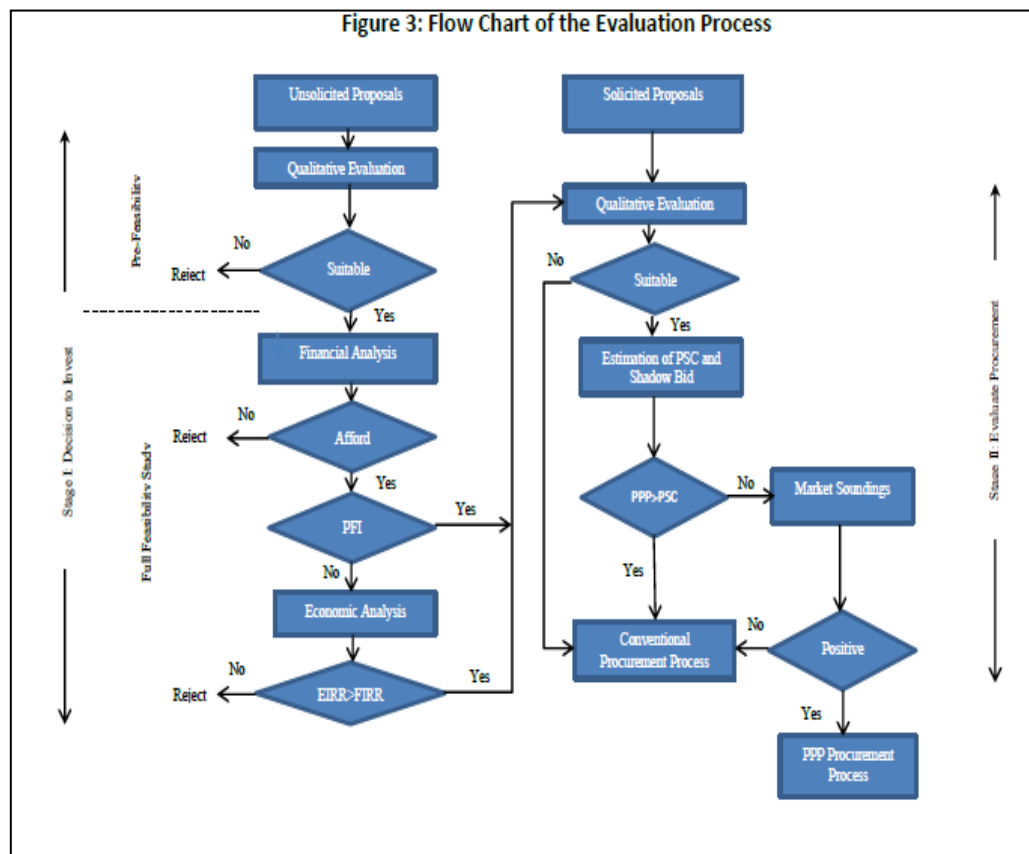 Figure 3: Flow Chart of the Evaluation Process
Unsolicited Proposals
Qualitative Evaluation
Suitable
No
Reject
Yes
Financial Analysis
Afford
No
Reject
Yes
PFI
Yes
No
Economic Analysis
EIRR>FIRR
No
Reject
Yes
Pre-Feasibility
Full Feasibility Study
Stage I: Decision to Invest
Solicited Proposals
Qualitative Evaluation
Suitable
No
Yes
Estimation of PSC and
Shadow Bid
PPP>PSC
No
Market Soundings
Yes
Conventional
Procurement Process
No
Positive
Yes
PPP Procurement
Process
Stage II: Evaluate Procurement